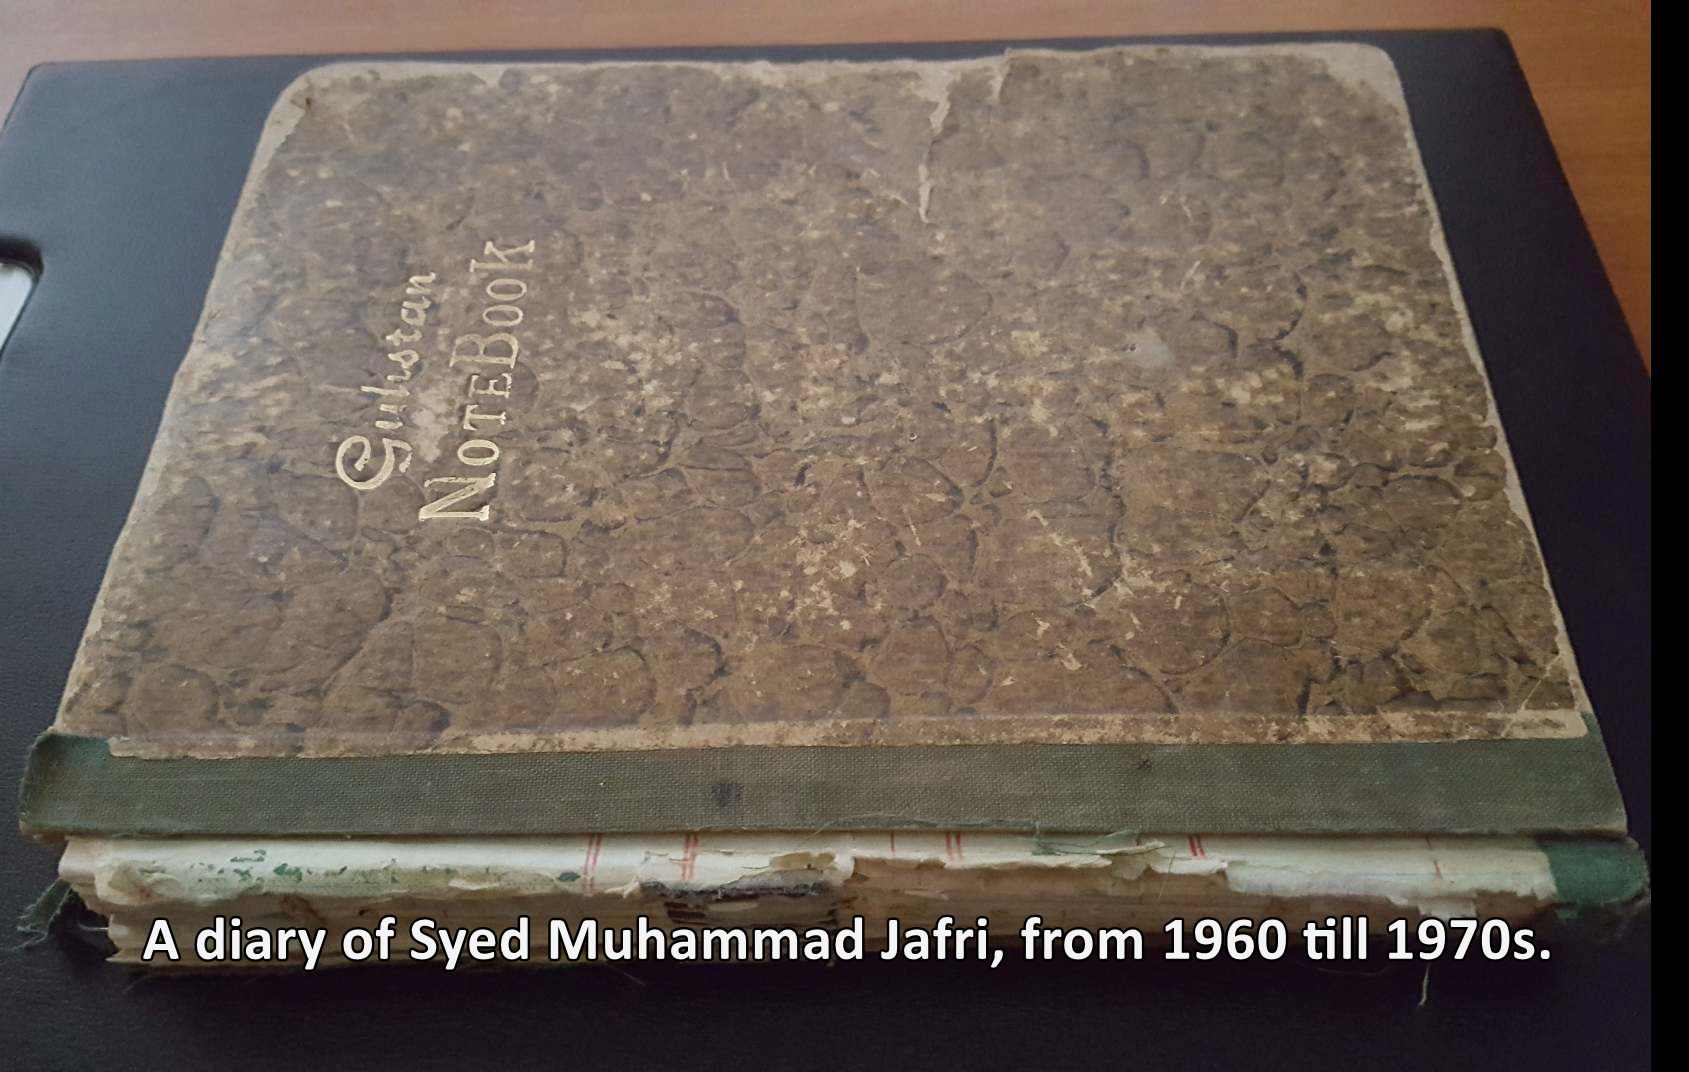 Gulistan
NOTEBOOK
A diary of Syed Muhammad Jafri, from 1960 till 1970s.